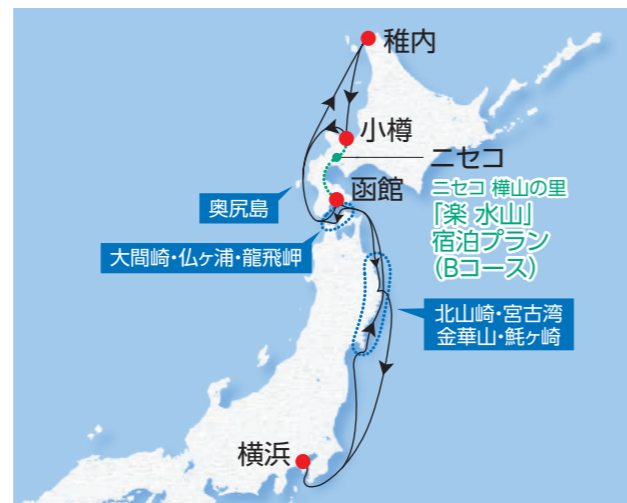 稚内
小樽
ニセコ
函館
ニセコ 樺山の里
「楽 水山」
宿泊プラン
(Bコース)
奥尻島
大間崎・仏ヶ浦・龍飛岬
北山崎・宮古湾
金華山・魹ヶ崎
横浜